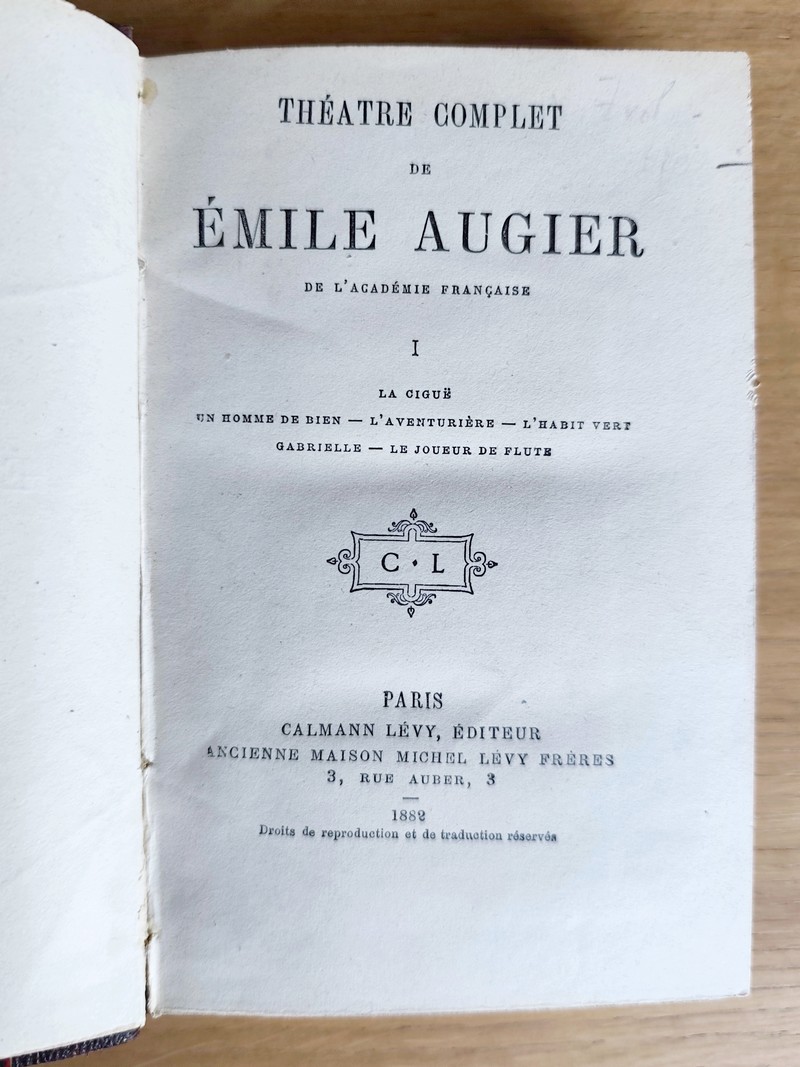 THÉATRE COMPLET
DE
ÉMILE AUGIER
DE L'ACADÉMIE FRANÇAISE
I
LA CIGUË
UN HOMME DE BIEN — L'AVENTURIÈRE — L'HABIT VERT
GABRIELLE — LE JOUEUR DE FLUTE
C · L
PARIS
CALMANN LÉVY, ÉDITEUR
ANCIENNE MAISON MICHEL LÉVY FRÈRES
3, RUE AUBER, 3
1882
Droits de reproduction et de traduction réservés